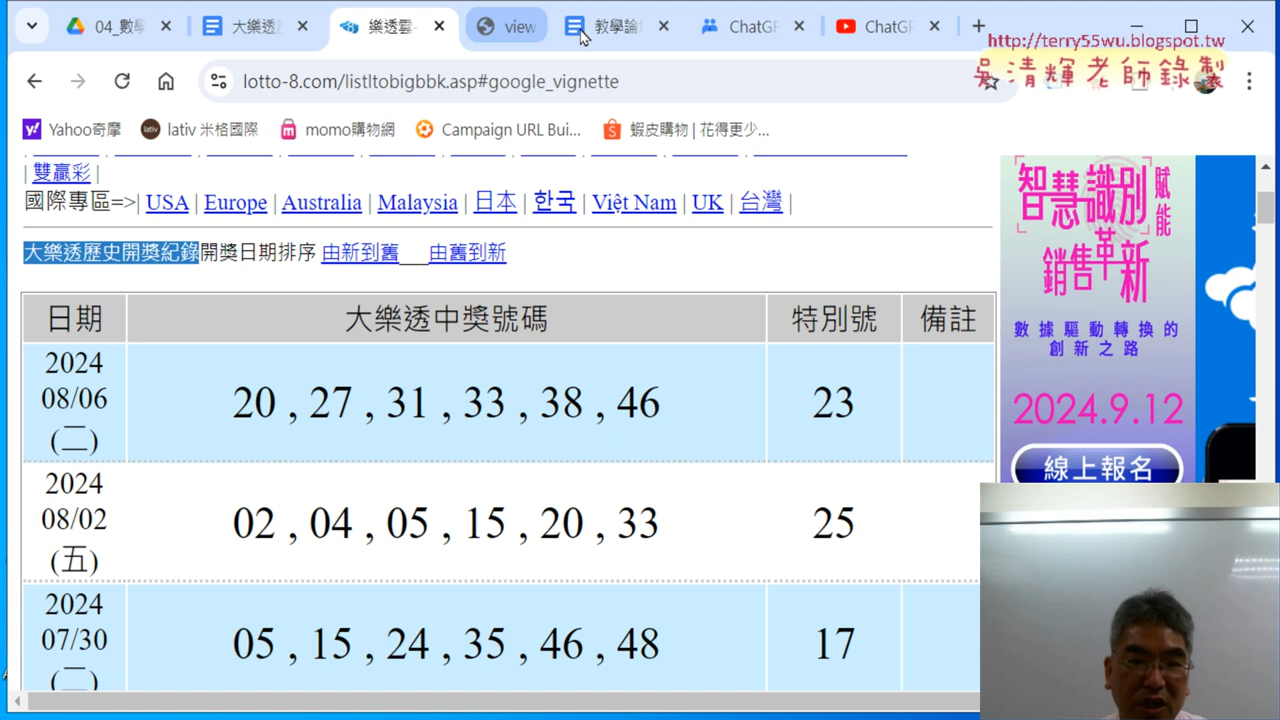 04_數學
大樂透歷
樂透雲-
view
教學論壇
ChatGP
ChatGP
http://terry55wu.blogspot.tw
吳清輝老師錄製
lotto-8.com/listltobigbbk.asp#google_vignette
Yahoo奇摩
lativ 米格國際
momo購物網
Campaign URL Bui...
蝦皮購物 | 花得更少...
| 雙贏彩 |
國際專區=>| USA | Europe | Australia | Malaysia | 日本 | 한국 | Việt Nam | UK | 台灣 |
大樂透歷史開獎紀錄開獎日期排序 由新到舊 由舊到新
日期 大樂透中獎號碼 特別號 備註
2024
08/06
(二)
20 , 27 , 31 , 33 , 38 , 46
23
2024
08/02
(五)
02 , 04 , 05 , 15 , 20 , 33
25
2024
07/30
(二)
05 , 15 , 24 , 35 , 46 , 48
17
智慧識別賦能
銷售革新
數據驅動轉換的
創新之路
2024.9.12
線上報名